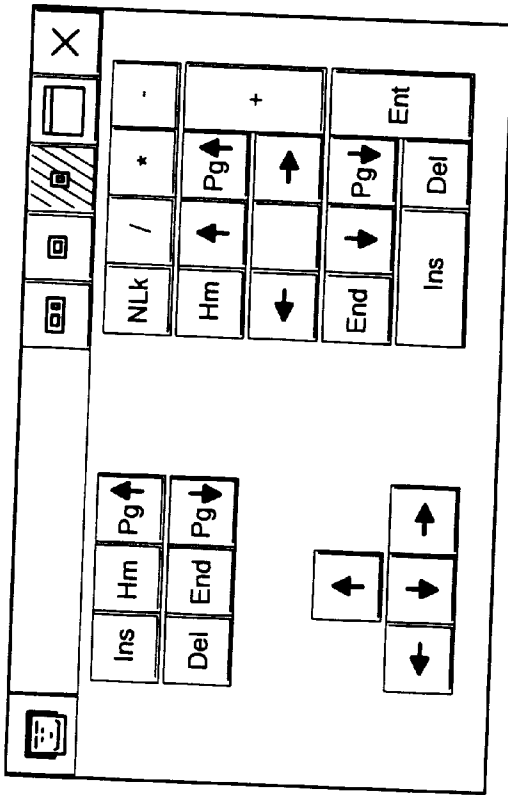 Ins Hm Pg↑ NLk / * -
Del End Pg↓ Hm ↑ Pg↑ +
← →
↑ End ↓ Pg↓ Ent
← ↓ → Ins Del